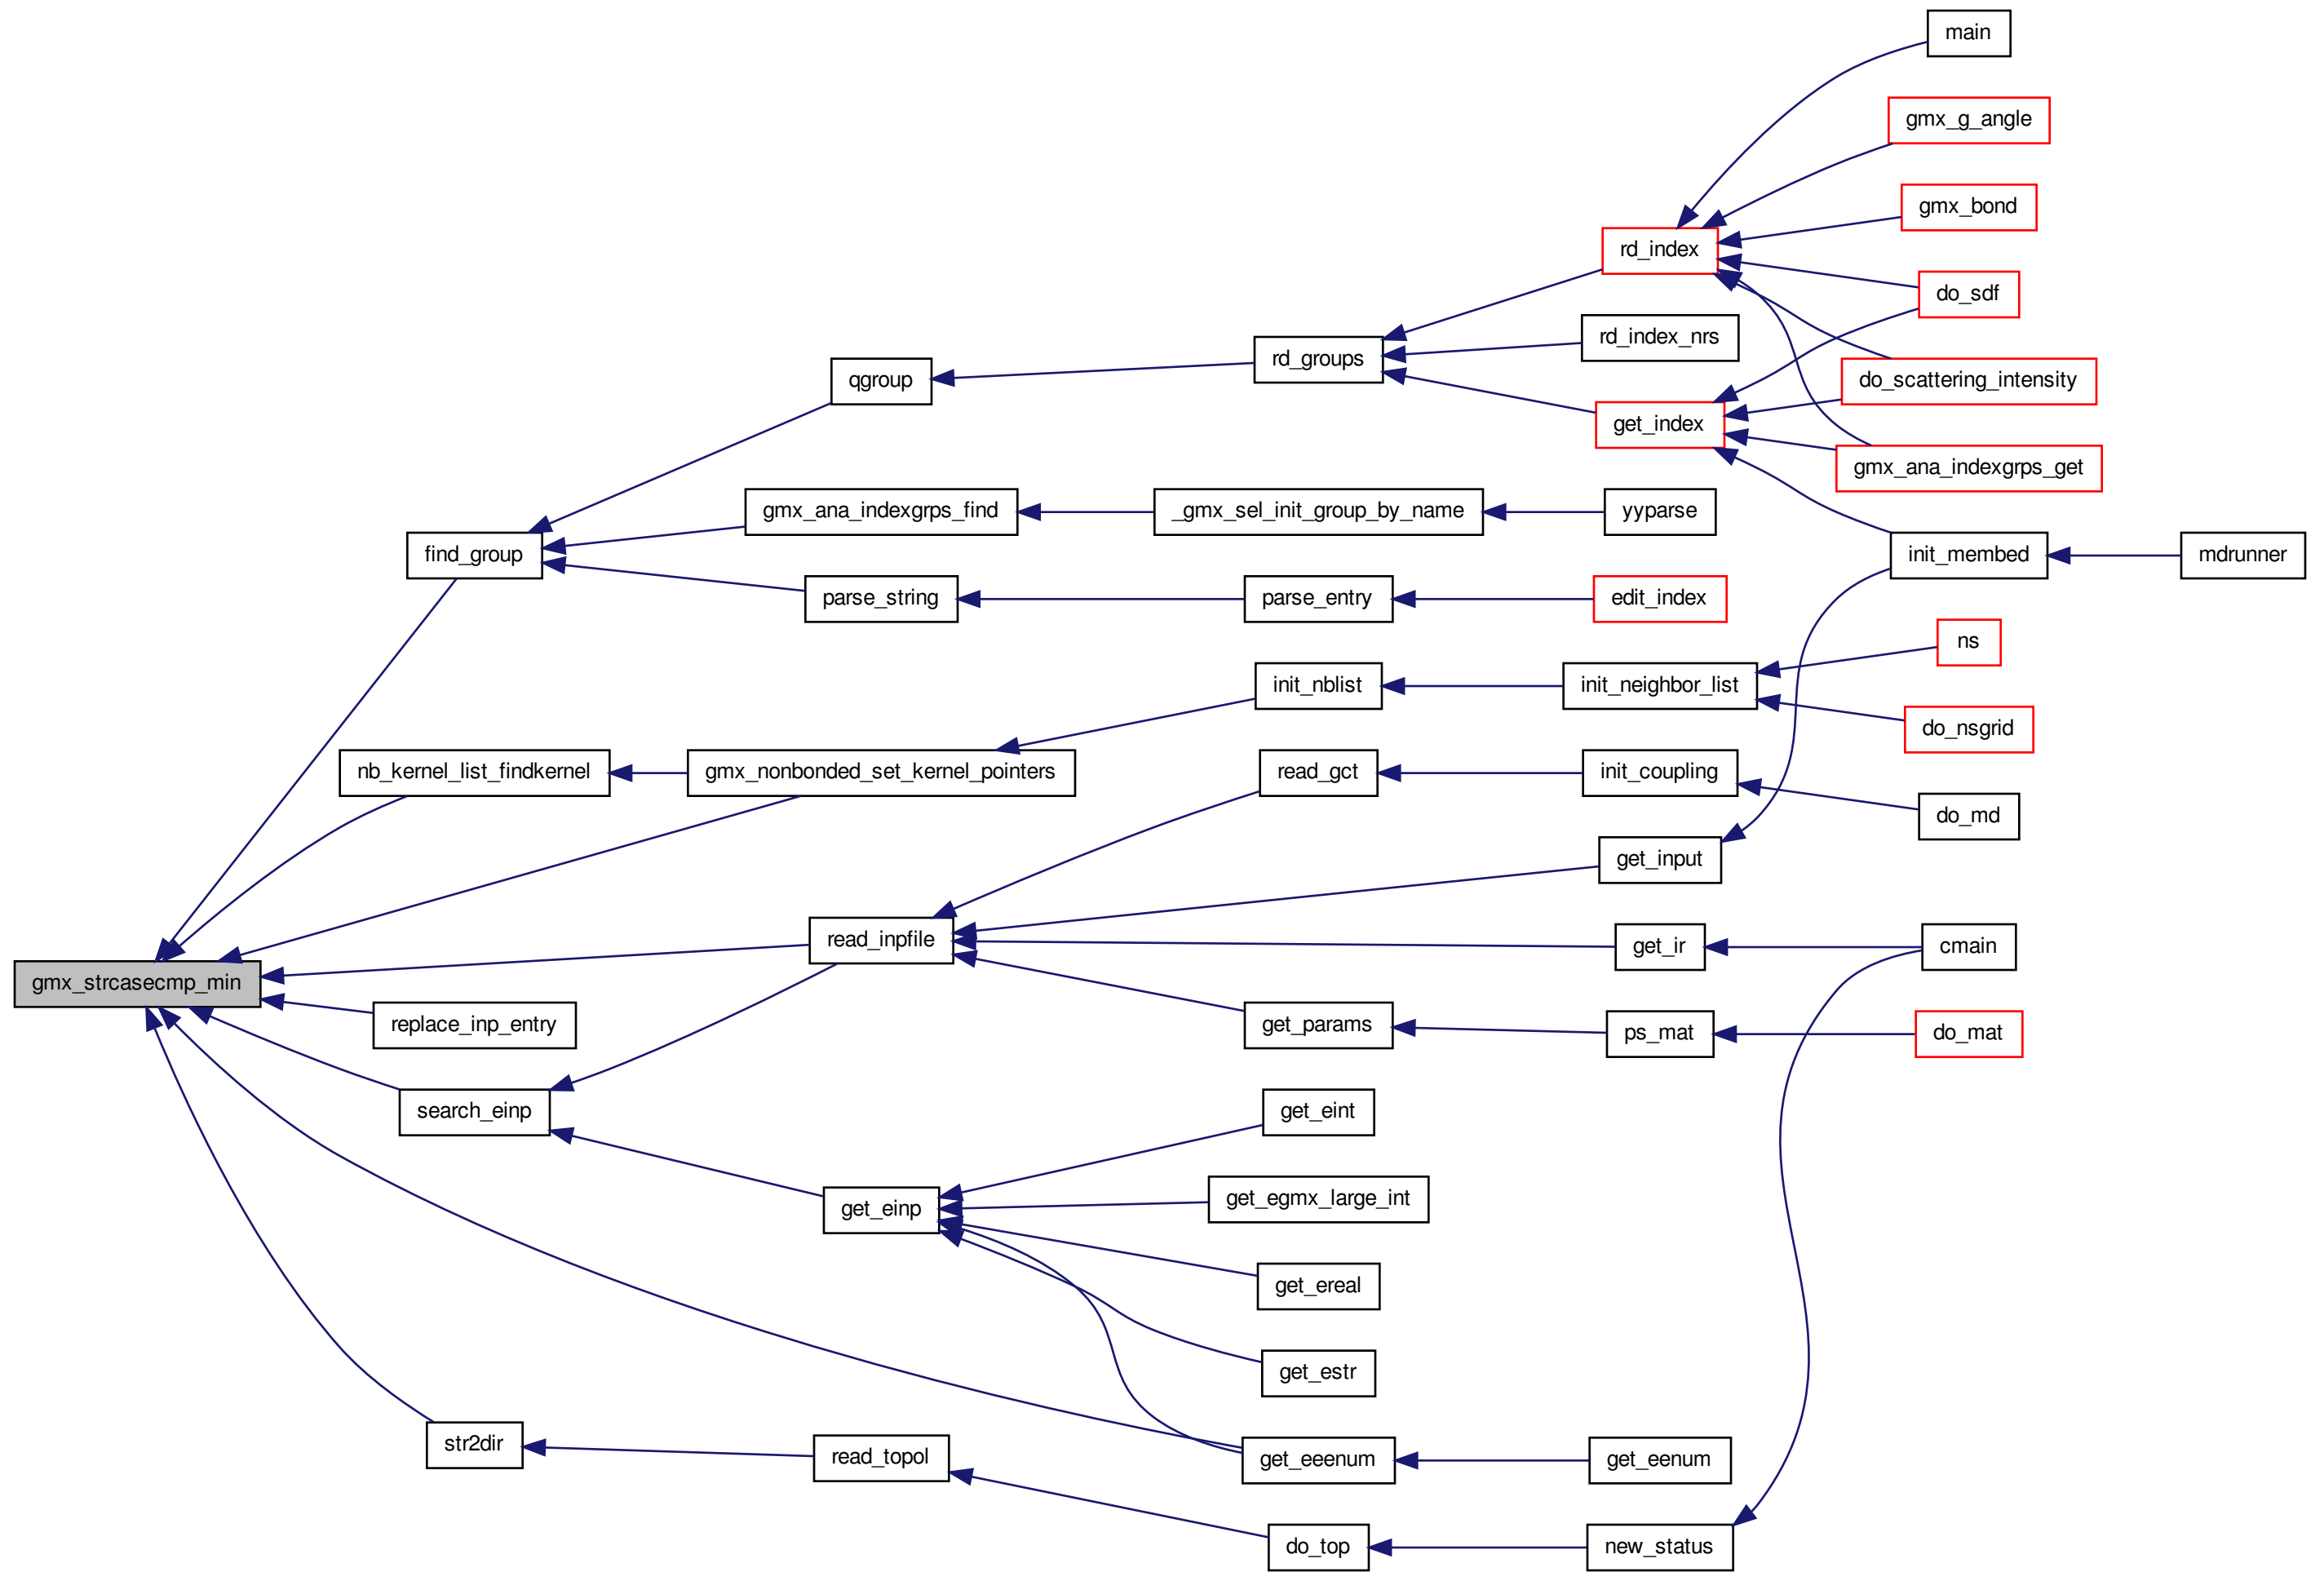 main
gmx_g_angle
gmx_bond
rd_index
do_sdf
rd_index_nrs
rd_groups
qgroup
do_scattering_intensity
get_index
gmx_ana_indexgrps_get
gmx_ana_indexgrps_find
_gmx_sel_init_group_by_name
yyparse
find_group
init_membed
mdrunner
parse_string
parse_entry
edit_index
ns
init_nblist
init_neighbor_list
do_nsgrid
nb_kernel_list_findkernel
gmx_nonbonded_set_kernel_pointers
read_gct
init_coupling
do_md
get_input
read_inpfile
get_ir
cmain
gmx_strcasecmp_min
replace_inp_entry
get_params
ps_mat
do_mat
search_einp
get_eint
get_einp
get_egmx_large_int
get_ereal
get_estr
str2dir
read_topol
get_eeenum
get_eenum
do_top
new_status